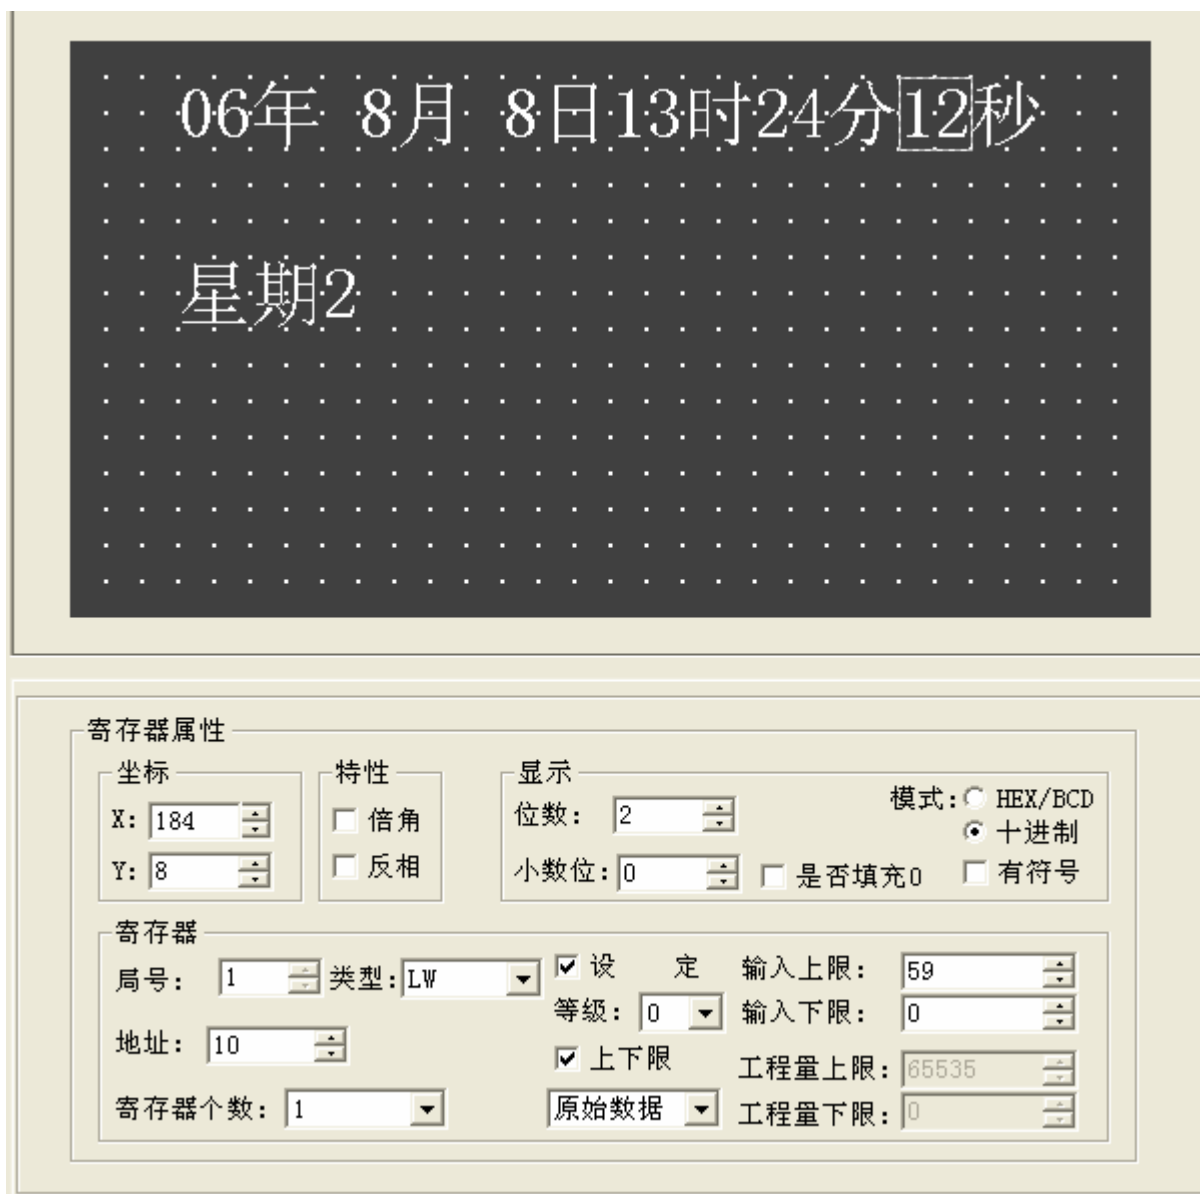 06年 8月 8日13时24分12秒
星期2
寄存器属性
坐标 特性 显示
X: 184 倍角 位数: 2 模式: HEX/BCD
十进制
Y: 8 反相 小数位: 0 是否填充0 有符号
寄存器
局号: 1 类型: LW 设 定 输入上限: 59
等级: 0 输入下限: 0
地址: 10 上下限 工程量上限: 65535
寄存器个数: 1 原始数据 工程量下限: 0